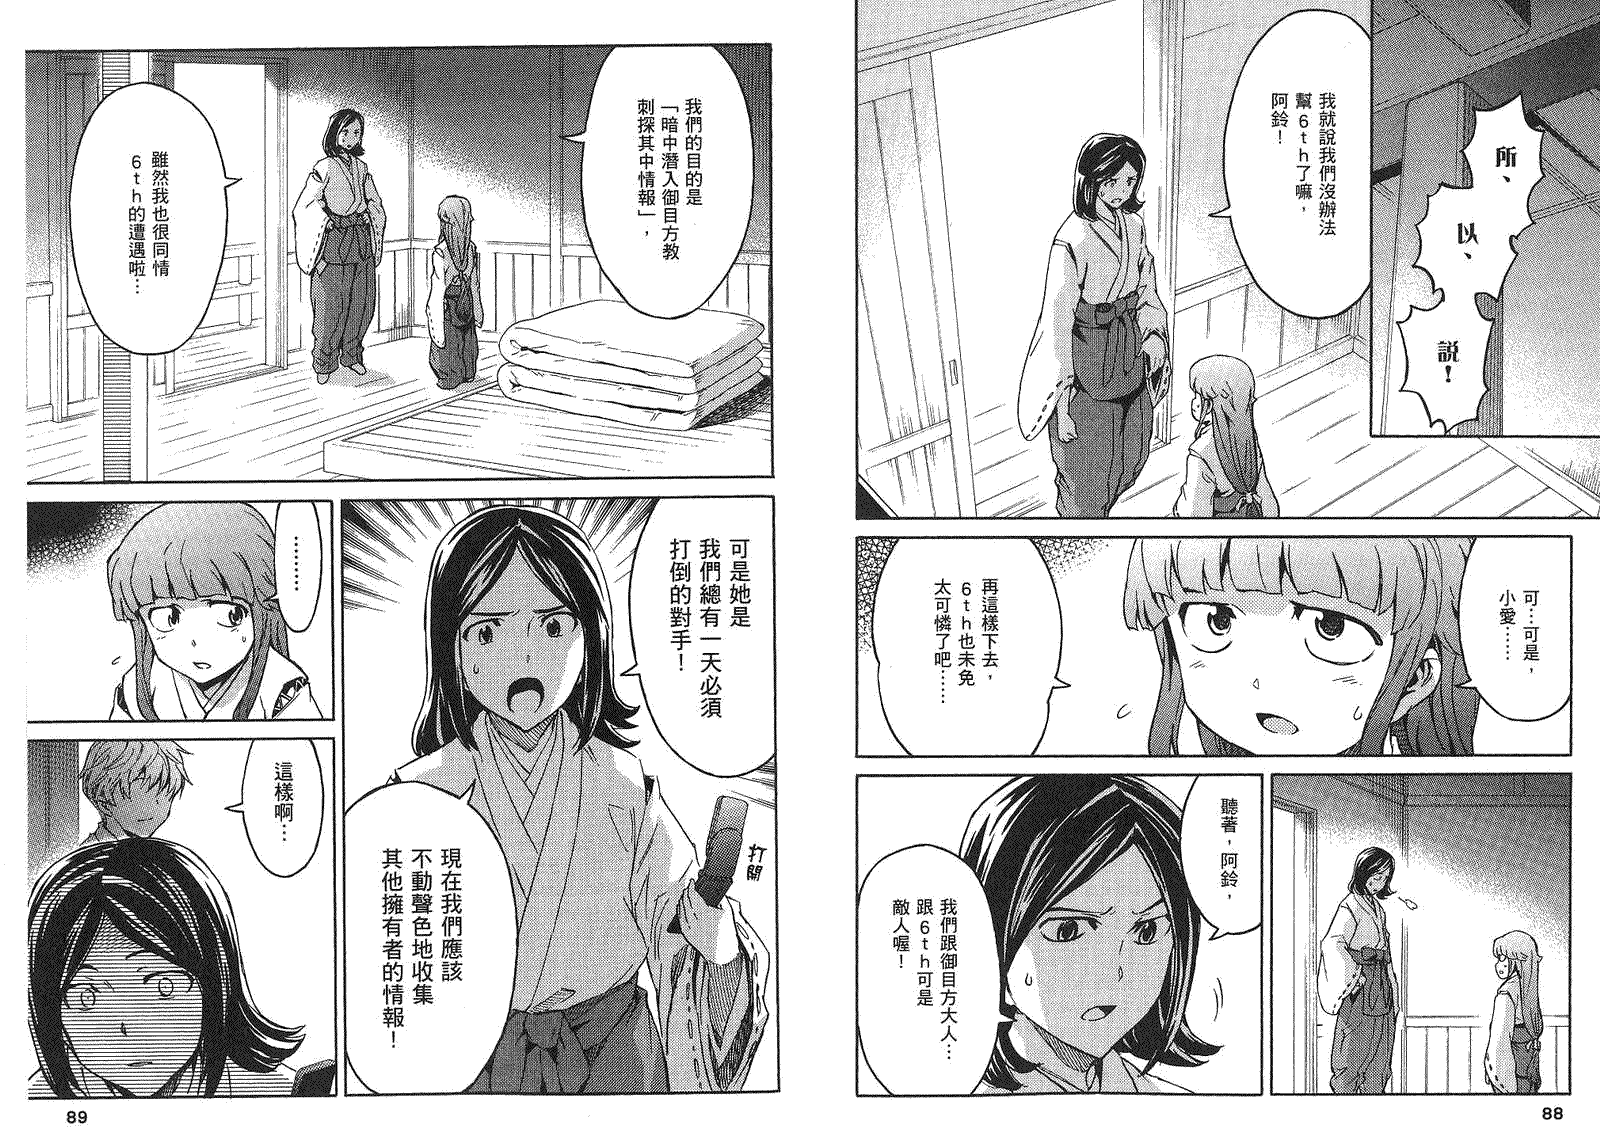 所、
以、
說！
我就說我們沒辦法
幫6th了嘛，
阿鈴！
可…可是，
小愛……
再這樣下去，
6th也未免
太可憐了吧……
聽著，阿鈴，
我們跟御目方大人…
跟6th可是
敵人喔！
88
我們的目的是
「暗中潛入御目方教
刺探其中情報」，
雖然我也很同情
6th的遭遇啦…
可是她是
我們總有一天必須
打倒的對手！
打開
現在我們應該
不動聲色地收集
其他擁有者的情報！
………
這樣啊…
89